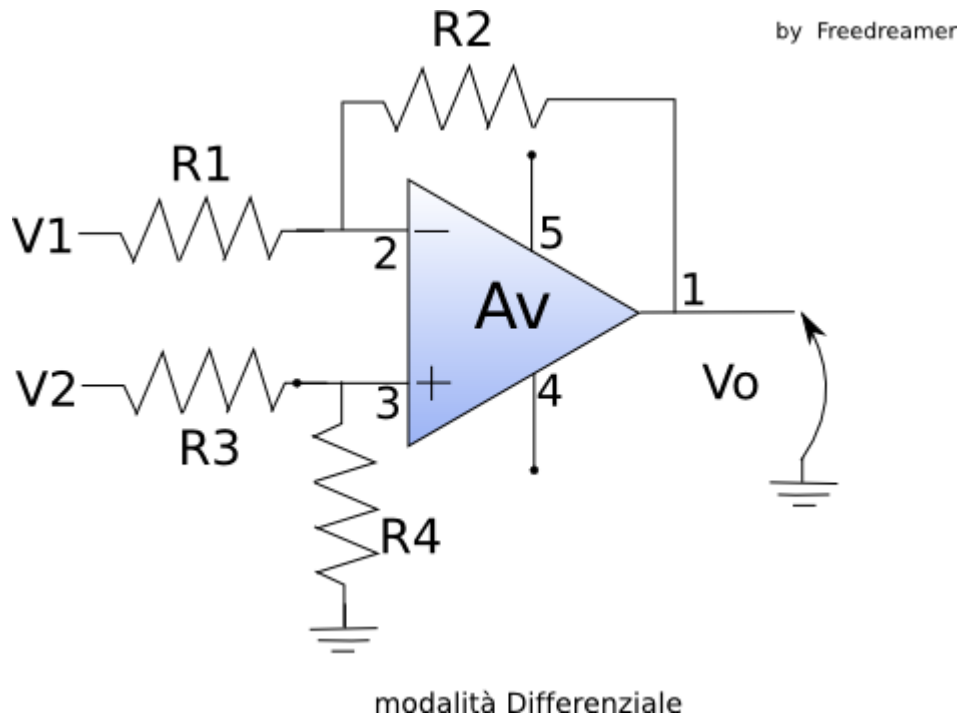 R2
by Freedreamer
R1
V1
2
5
Av
1
V2
3
4
Vo
R3
R4
modalità Differenziale